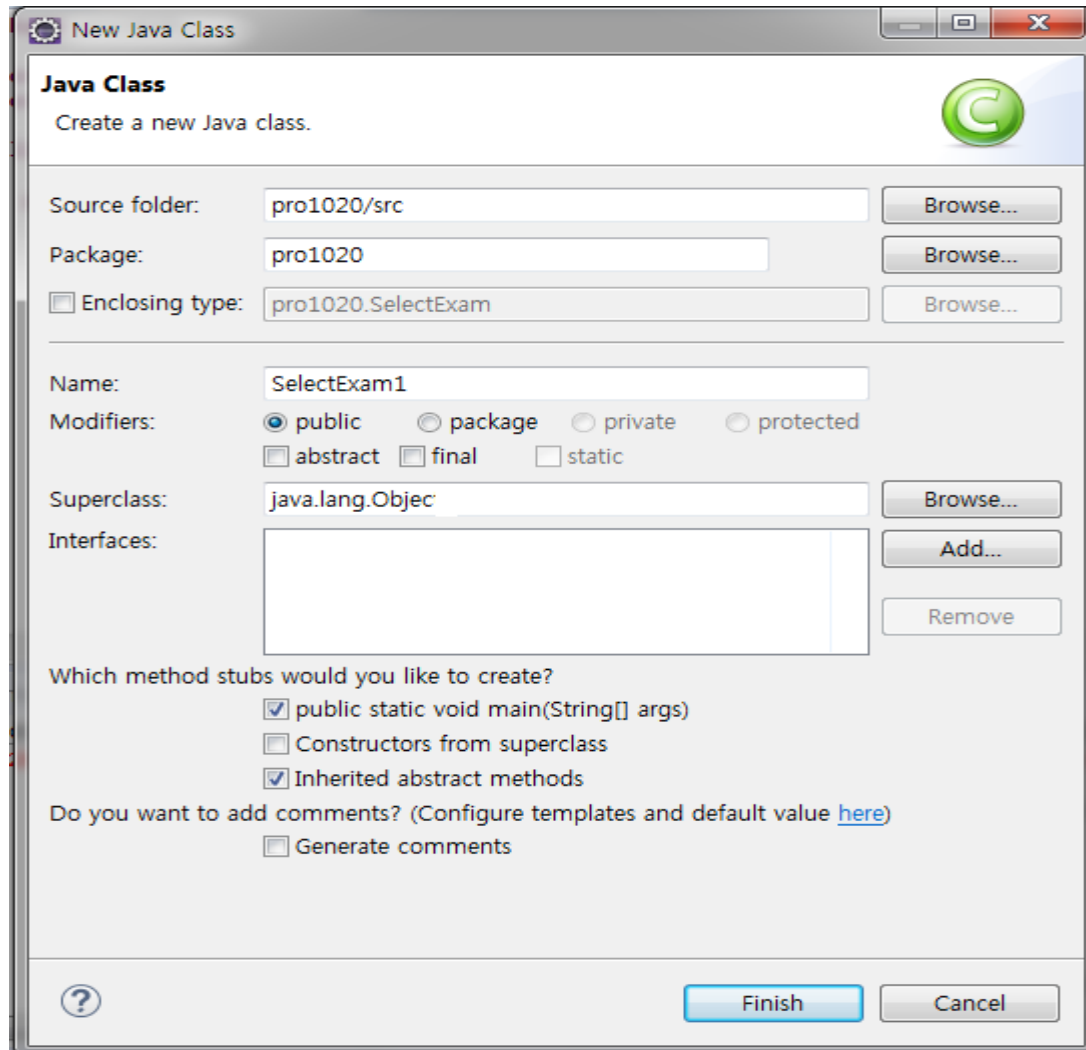 New Java Class
Java Class
Create a new Java class.
Source folder: pro1020/src Browse...
Package: pro1020 Browse...
Enclosing type: pro1020.SelectExam Browse...
Name: SelectExam1
Modifiers: public package private protected
abstract final static
Superclass: java.lang.Objec Browse...
Interfaces: Add...
Remove
Which method stubs would you like to create?
public static void main(String[] args)
Constructors from superclass
Inherited abstract methods
Do you want to add comments? (Configure templates and default value here)
Generate comments
Finish Cancel